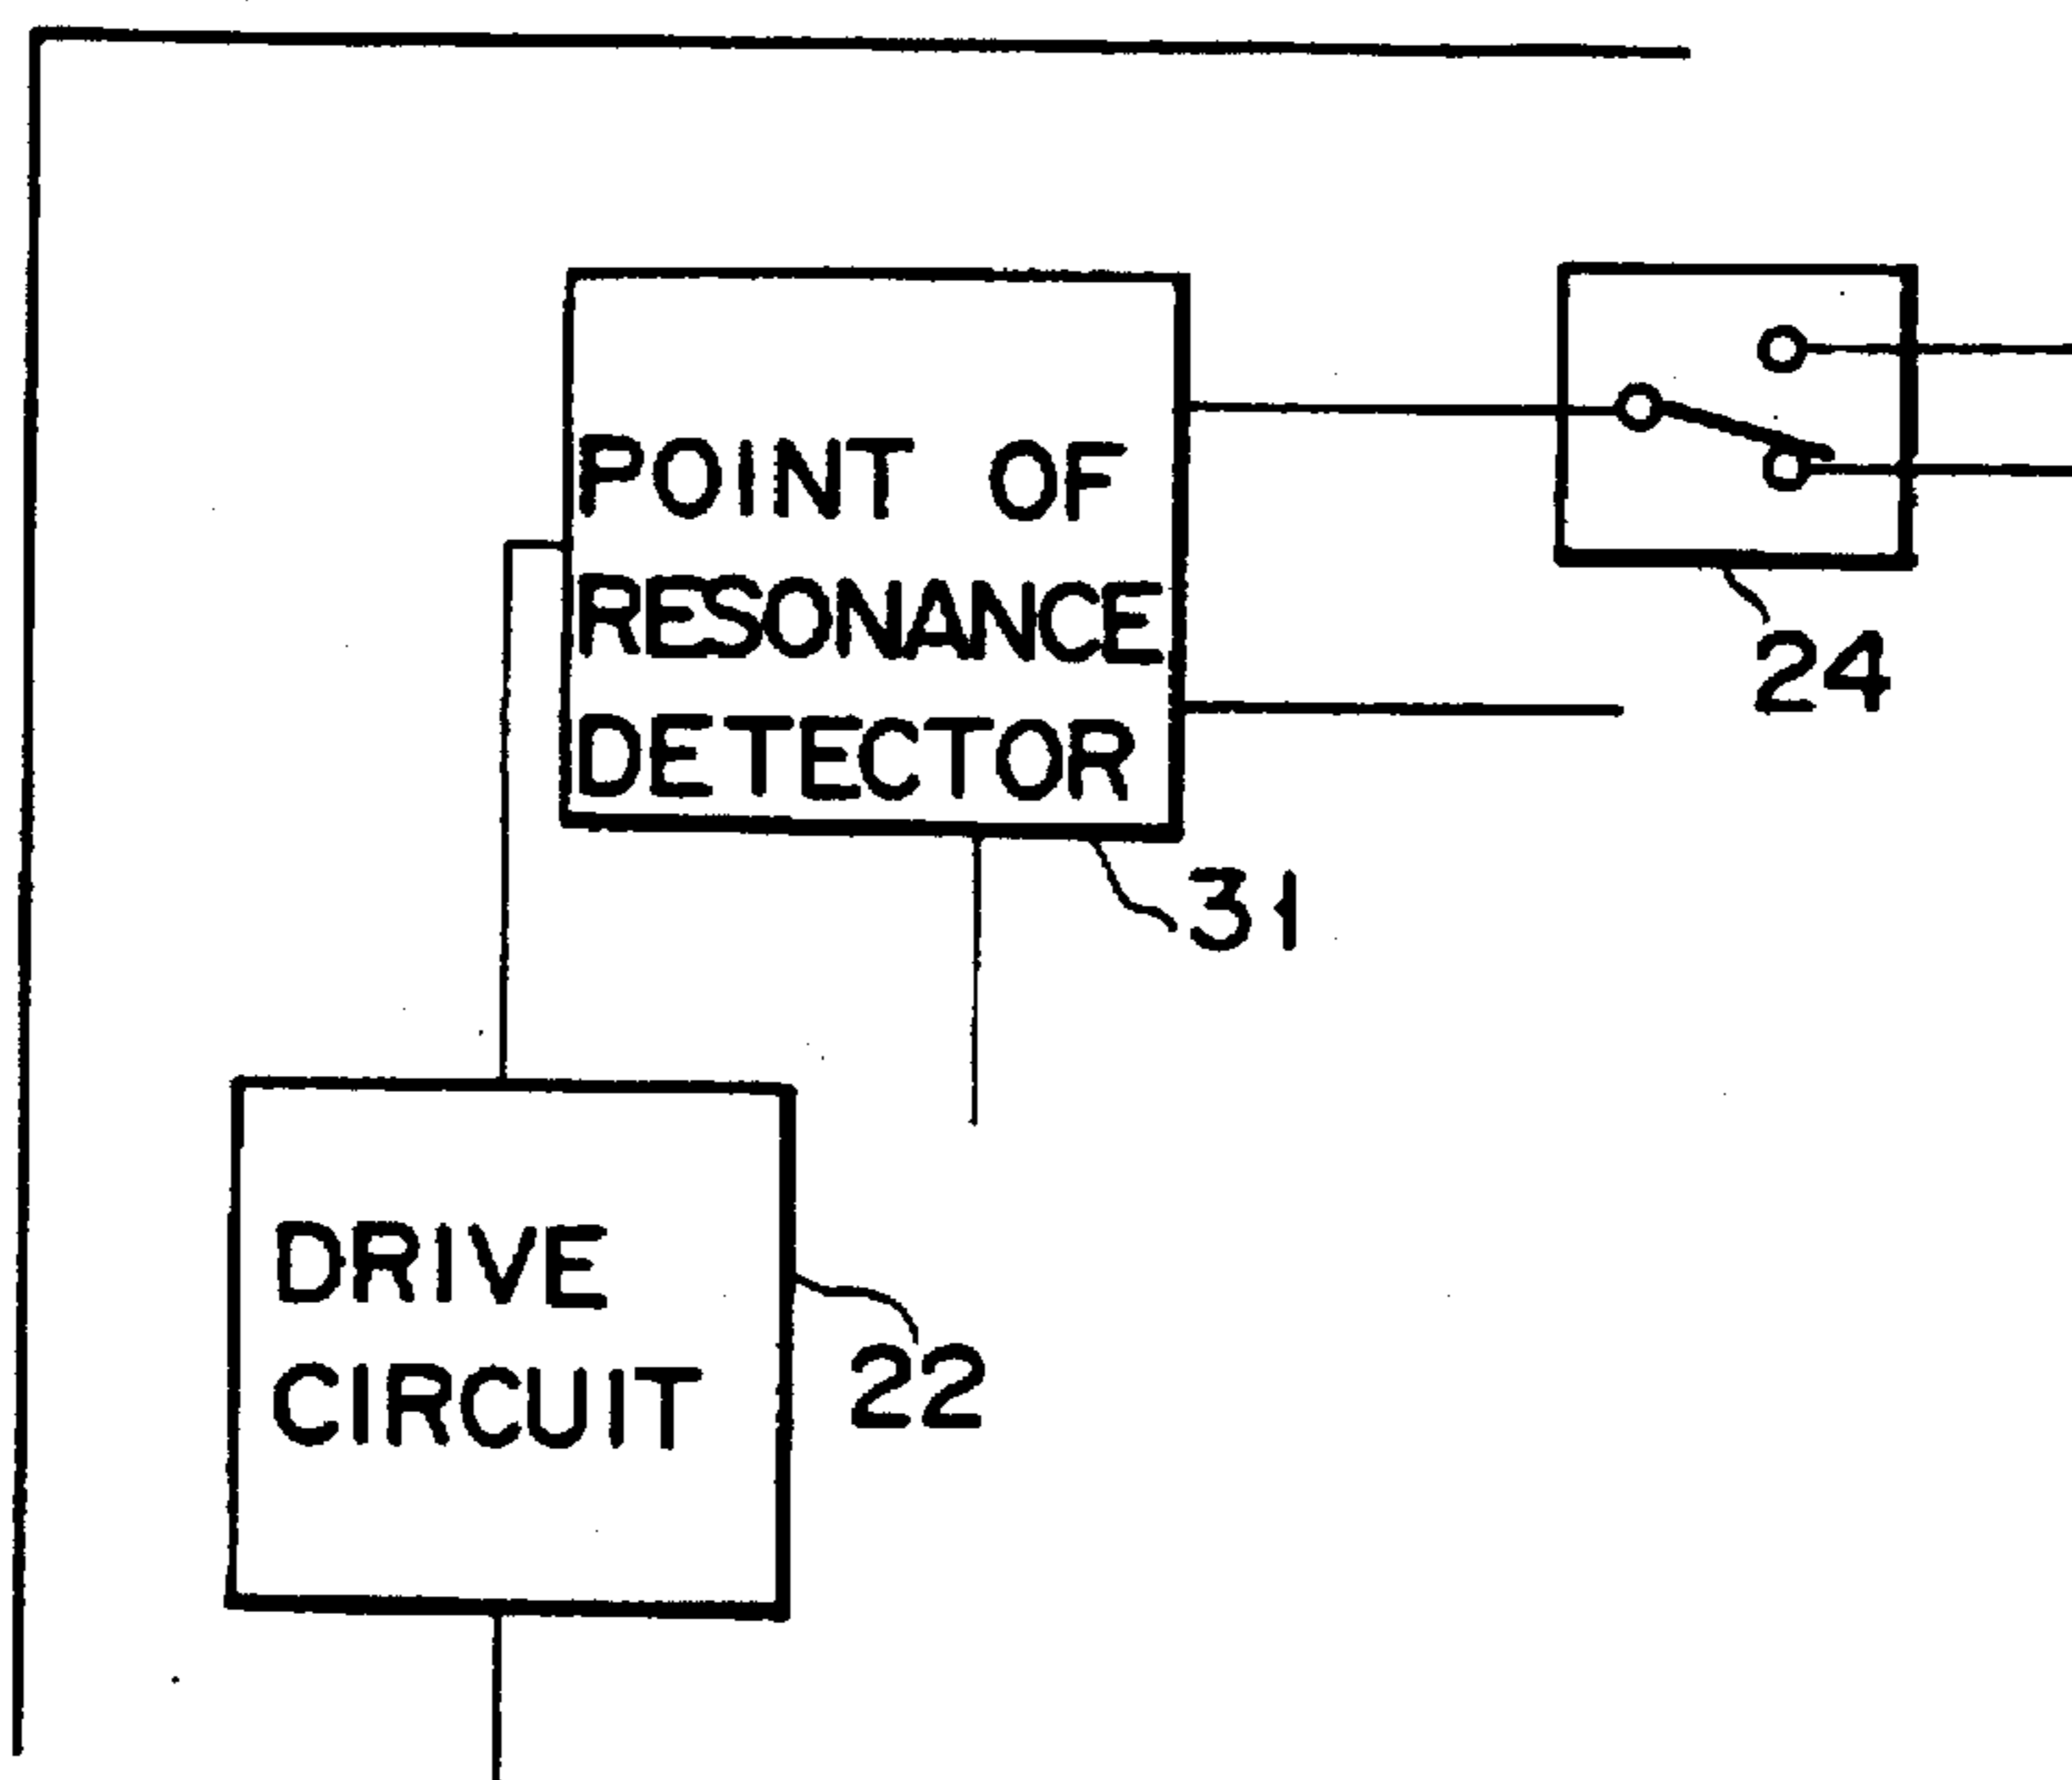 POINT OF
RESONANCE
DETECTOR
24
31
DRIVE
CIRCUIT
22